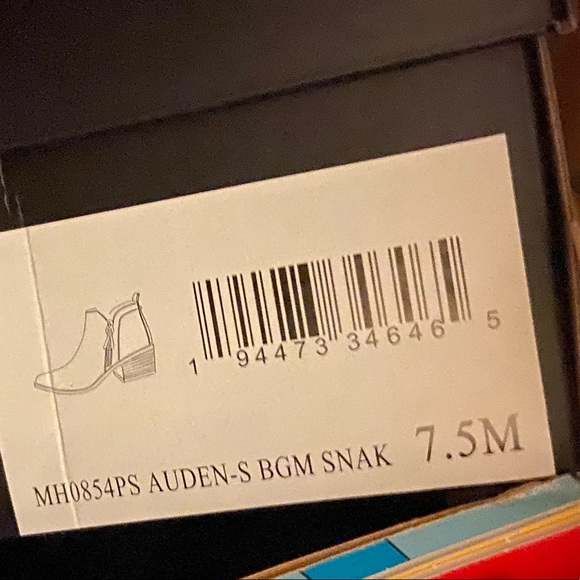 1 94473 34646 5
MH0854PS AUDEN-S BGM SNAK 7.5M